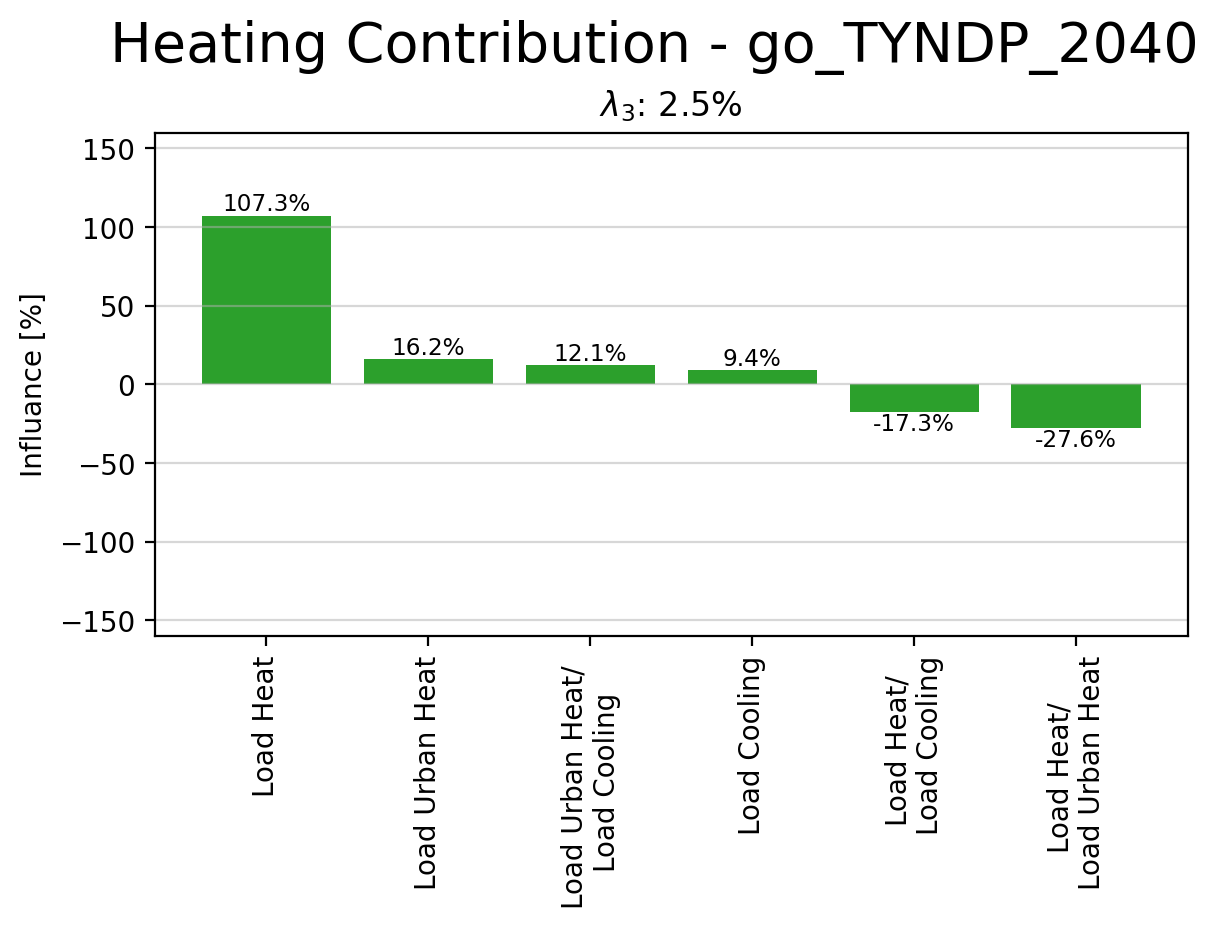 Heating Contribution - go_TYNDP_2040
λ₃: 2.5%
Influance [%]
150
100
50
0
−50
−100
−150
107.3%
16.2%
12.1%
9.4%
-17.3%
-27.6%
Load Heat
Load Urban Heat
Load Urban Heat/
Load Cooling
Load Cooling
Load Heat/
Load Cooling
Load Heat/
Load Urban Heat